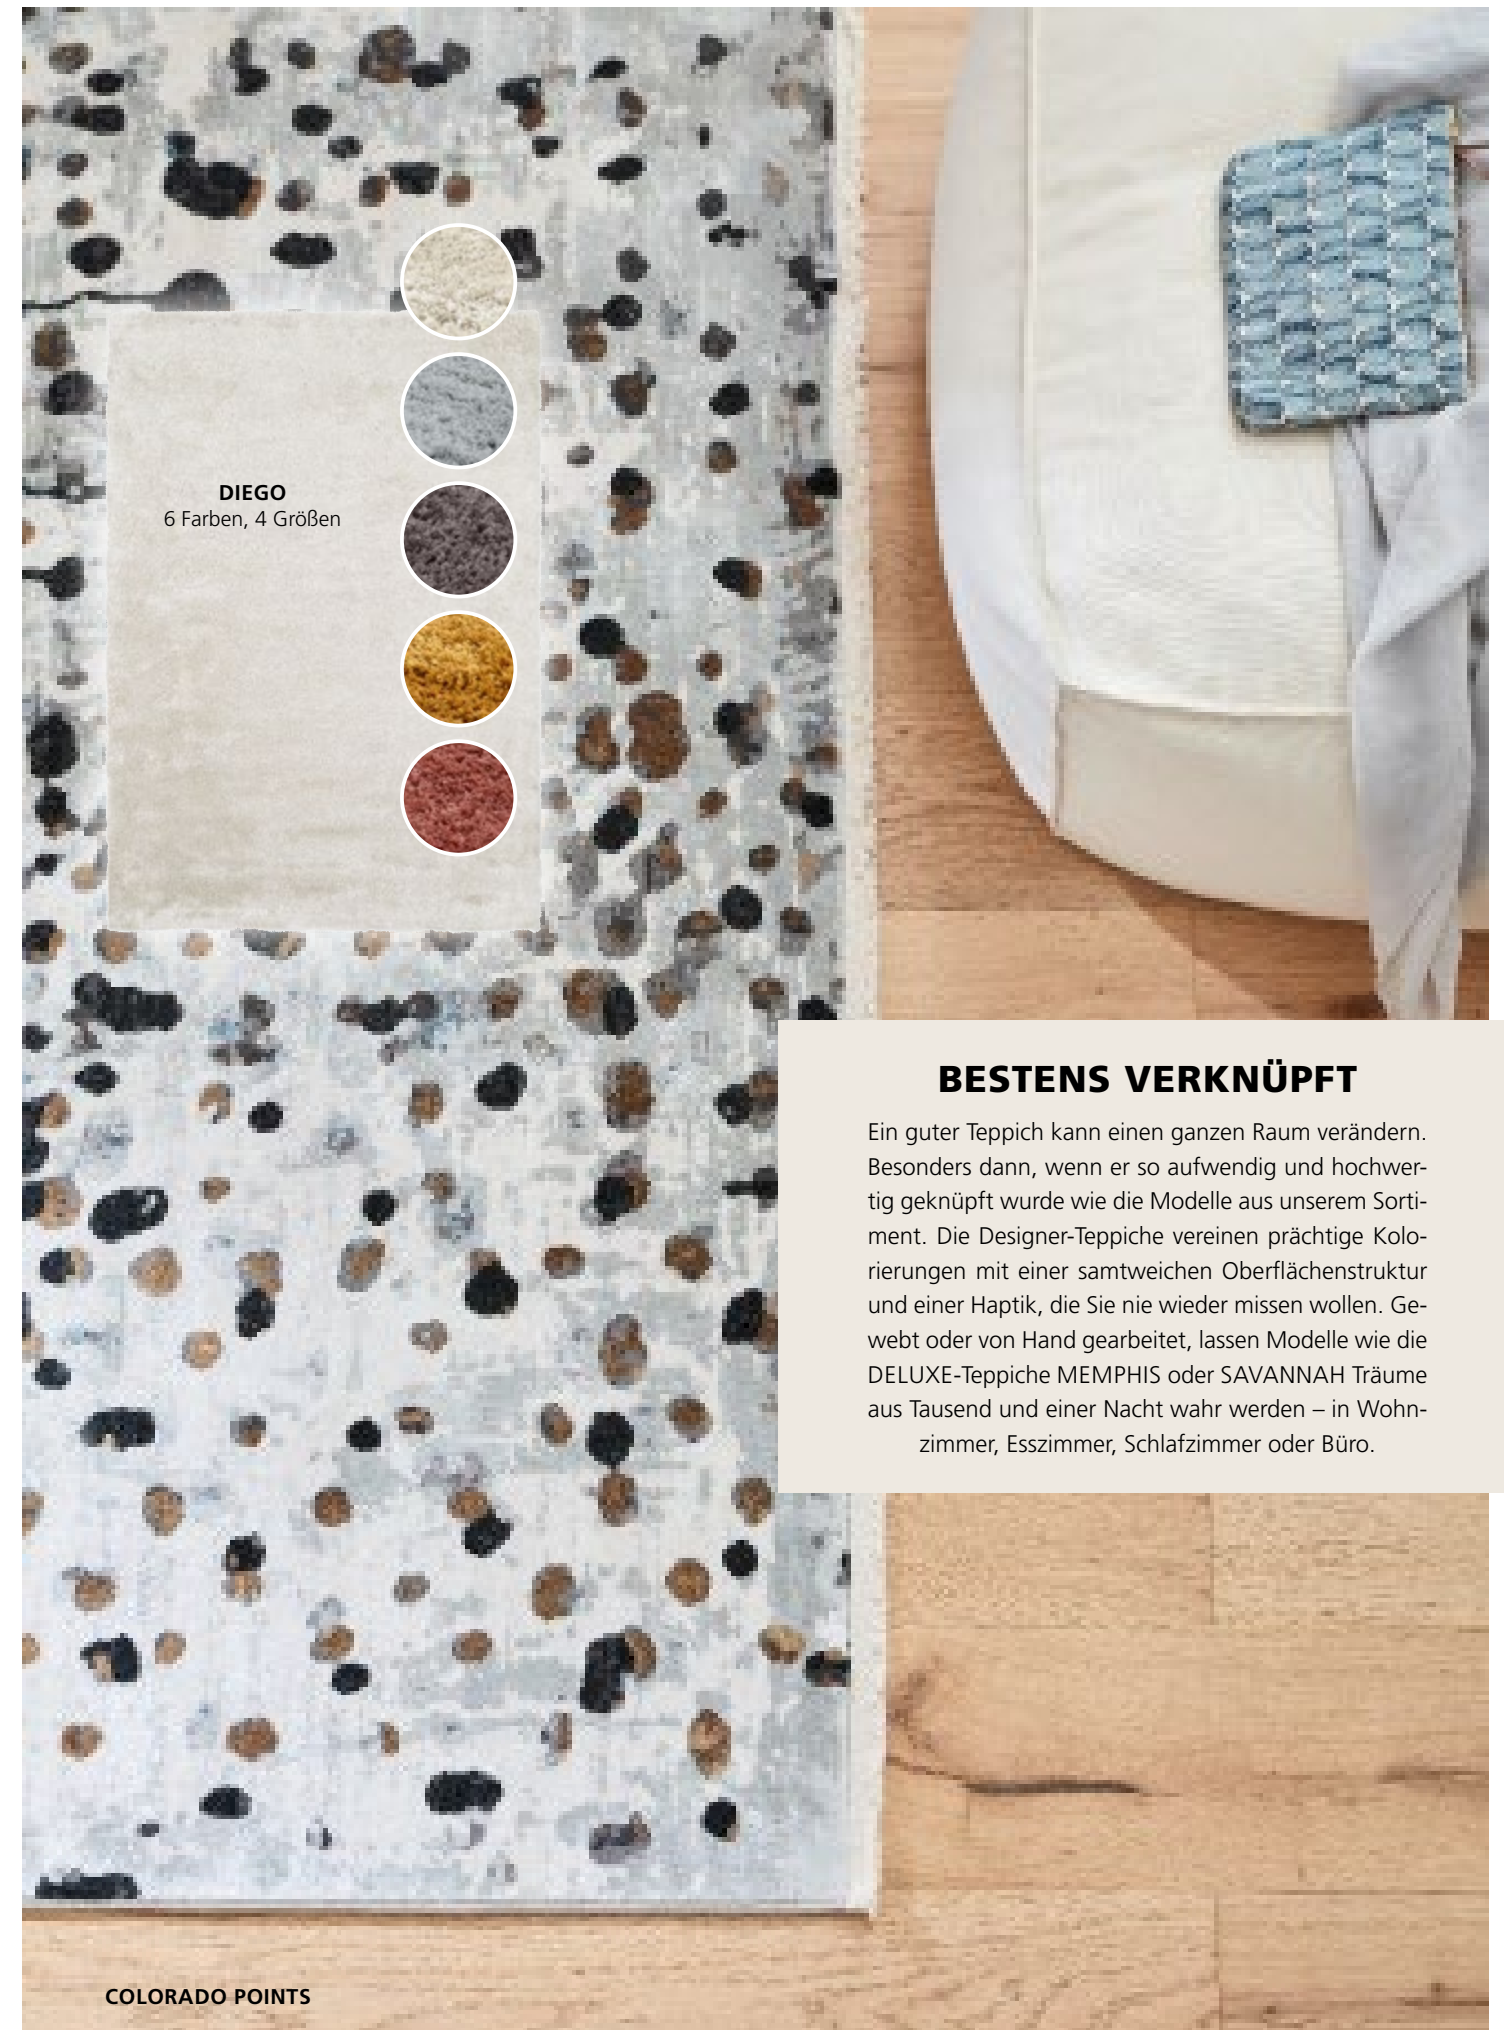 DIEGO
6 Farben, 4 Größen
BESTENS VERKNÜPFT
Ein guter Teppich kann einen ganzen Raum verändern.
Besonders dann, wenn er so aufwendig und hochwer-
tig geknüpft wurde wie die Modelle aus unserem Sorti-
ment. Die Designer-Teppiche vereinen prächtige Kolo-
rierungen mit einer samtweichen Oberflächenstruktur
und einer Haptik, die Sie nie wieder missen wollen. Ge-
webt oder von Hand gearbeitet, lassen Modelle wie die
DELUXE-Teppiche MEMPHIS oder SAVANNAH Träume
aus Tausend und einer Nacht wahr werden – in Wohn-
zimmer, Esszimmer, Schlafzimmer oder Büro.
COLORADO POINTS